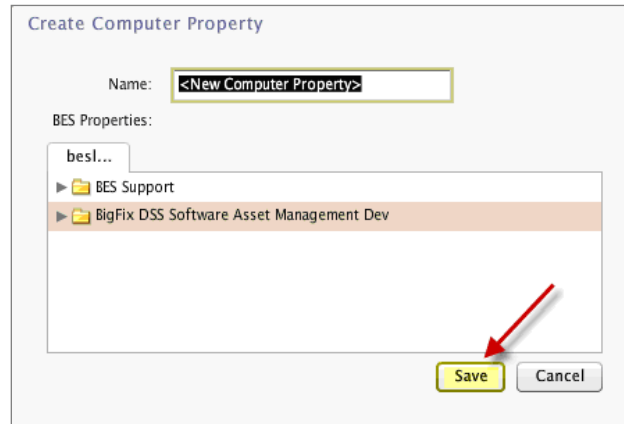 Create Computer Property
Name: <New Computer Property>
BES Properties:
besl...
BES Support
BigFix DSS Software Asset Management Dev
Save Cancel